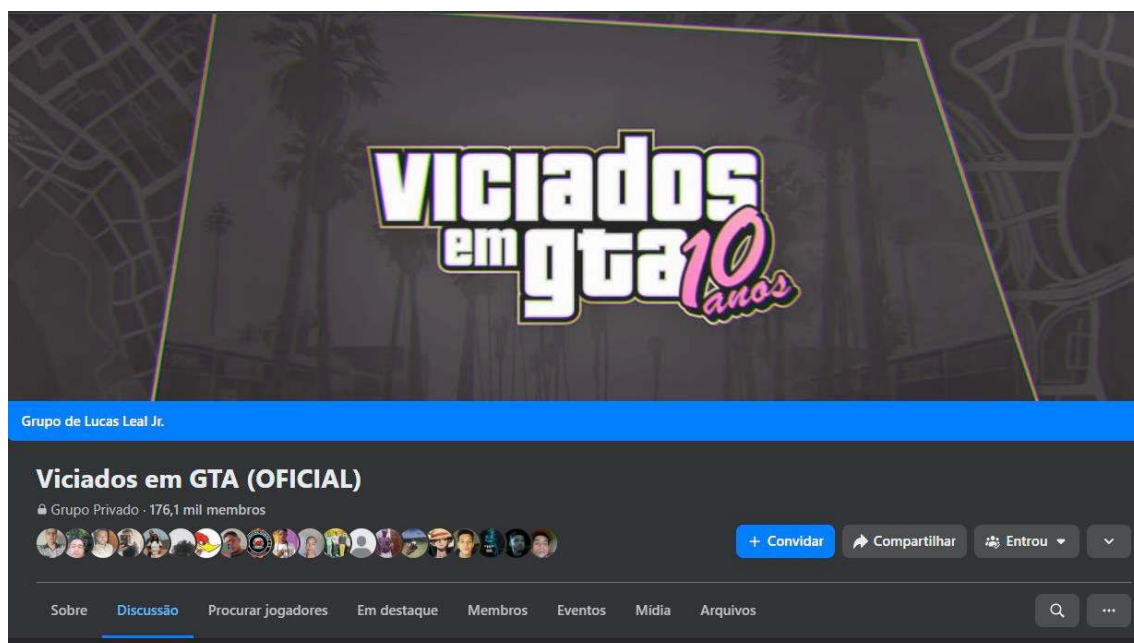 viciados
em gta 10
anos
Grupo de Lucas Leal Jr.
Viciados em GTA (OFICIAL)
Grupo Privado · 176,1 mil membros
+ Convidar Compartilhar Entrou
Sobre Discussão Procurar jogadores Em destaque Membros Eventos Mídia Arquivos